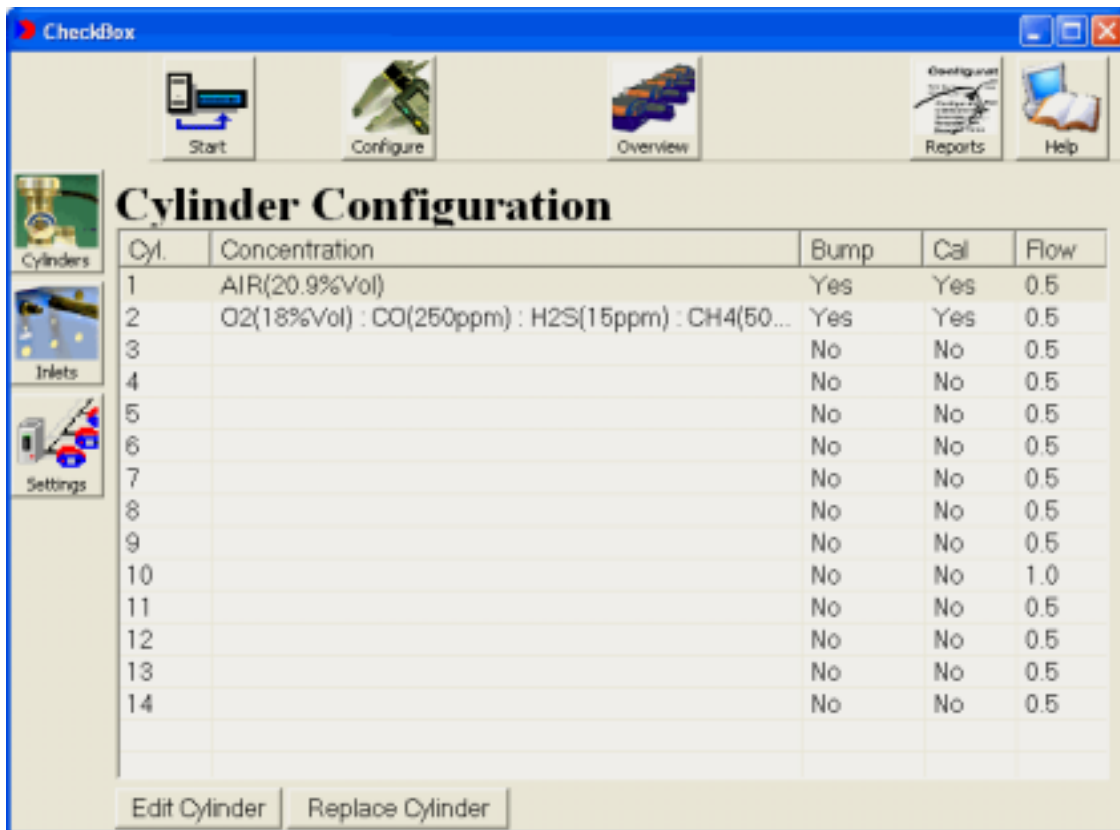 CheckBox
Start
Configure
Overview
Reports
Help
Cylinders
Inlets
Settings
Cylinder Configuration
Cyl. Concentration Bump Cal Flow
1 AIR(20.9%Vol) Yes Yes 0.5
2 O2(18%Vol) : CO(250ppm) : H2S(15ppm) : CH4(50... Yes Yes 0.5
3 No No 0.5
4 No No 0.5
5 No No 0.5
6 No No 0.5
7 No No 0.5
8 No No 0.5
9 No No 0.5
10 No No 1.0
11 No No 0.5
12 No No 0.5
13 No No 0.5
14 No No 0.5
Edit Cylinder Replace Cylinder